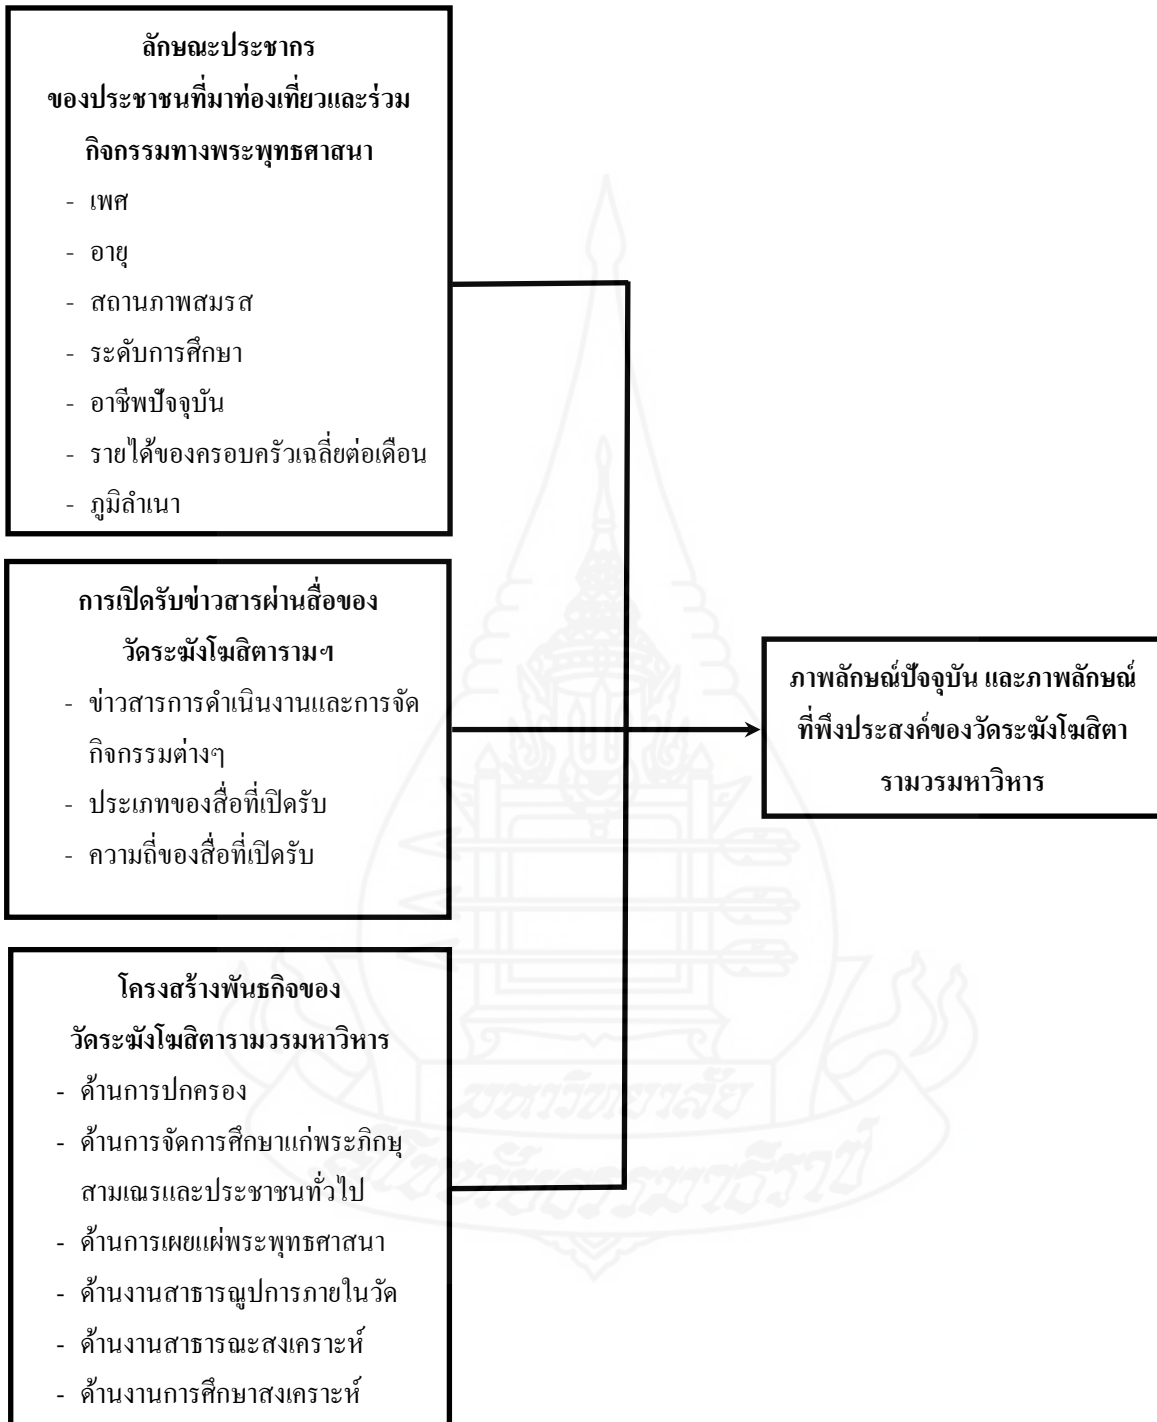 ลักษณะประชากร
ของประชาชนที่มาท่องเที่ยวและร่วม
กิจกรรมทางพระพุทธศาสนา
- เพศ
- อายุ
- สถานภาพสมรส
- ระดับการศึกษา
- อาชีพปัจจุบัน
- รายได้ของครอบครัวเฉลี่ยต่อเดือน
- ภูมิลำเนา
การเปิดรับข่าวสารผ่านสื่อของ
วัดระฆังโฆสิตารามฯ
- ข่าวสารการดำเนินงานและการจัด
กิจกรรมต่างๆ
- ประเภทของสื่อที่เปิดรับ
- ความถี่ของสื่อที่เปิดรับ
โครงสร้างพันธกิจของ
วัดระฆังโฆสิตารามวรมหาวิหาร
- ด้านการปกครอง
- ด้านการจัดการศึกษาแก่พระภิกษุ
สามเณรและประชาชนทั่วไป
- ด้านการเผยแผ่พระพุทธศาสนา
- ด้านงานสาธารณูปการภายในวัด
- ด้านงานสาธารณะสงเคราะห์
- ด้านงานการศึกษาสงเคราะห์
ภาพลักษณ์ปัจจุบัน และภาพลักษณ์
ที่พึงประสงค์ของวัดระฆังโฆสิตา
รามวรมหาวิหาร
มหาวิทยาลัย
สุโขทัยธรรมาธิราช